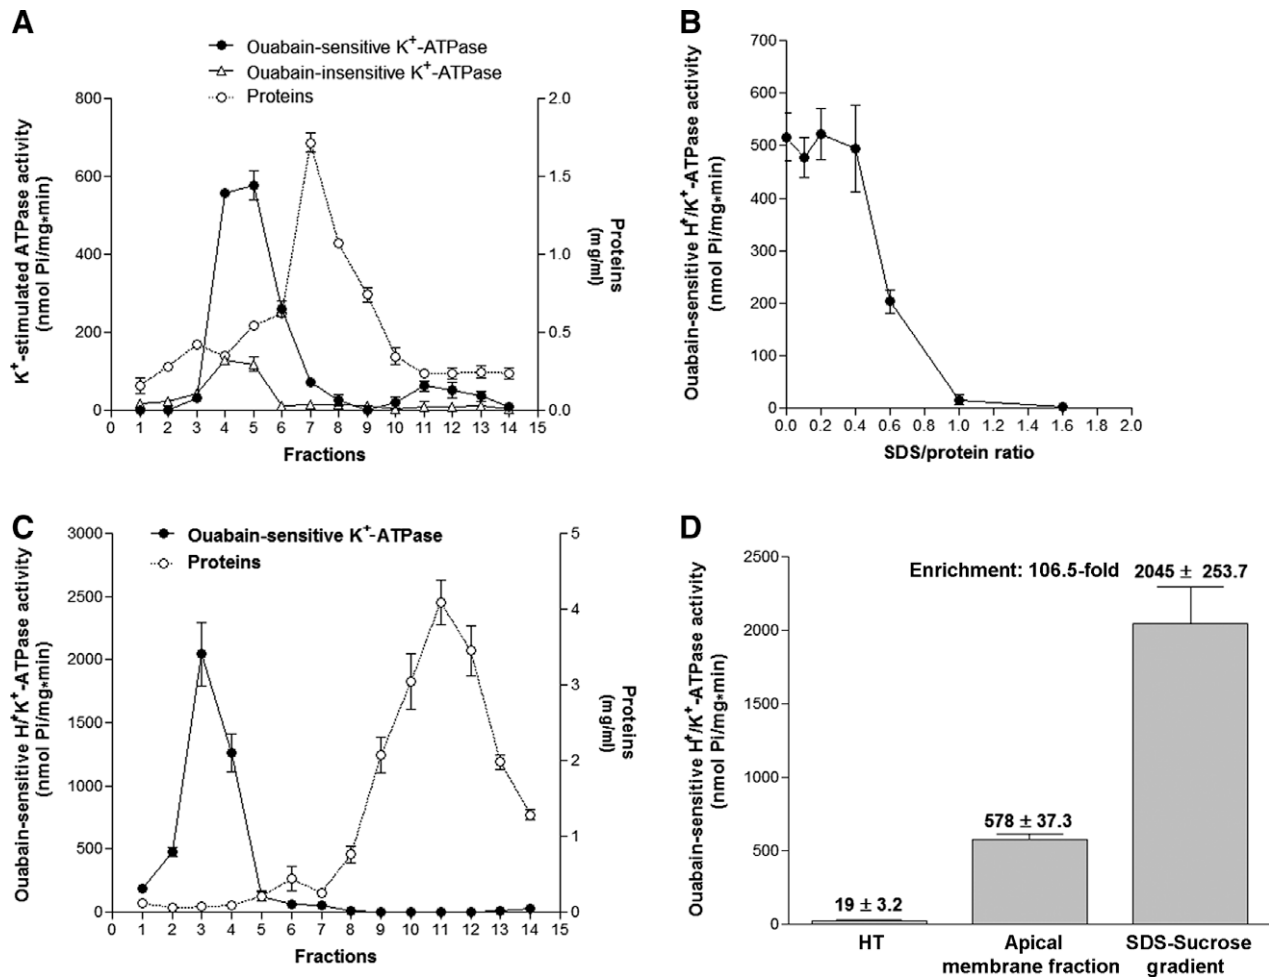 A
Ouabain-sensitive K+-ATPase
Ouabain-insensitive K+-ATPase
Proteins
K+-stimulated ATPase activity
(nmol Pi/mg*min)
800
600
400
200
0
2.0
1.5
1.0
0.5
0.0
Proteins
(mg/ml)
0 1 2 3 4 5 6 7 8 9 10 11 12 13 14 15
Fractions
B
Ouabain-sensitive H+/K+-ATPase activity
(nmol Pi/mg*min)
700
600
500
400
300
200
100
0
0.0 0.2 0.4 0.6 0.8 1.0 1.2 1.4 1.6 1.8 2.0
SDS/protein ratio
C
Ouabain-sensitive K+-ATPase
Proteins
Ouabain-sensitive H+/K+-ATPase activity
(nmol Pi/mg*min)
3000
2500
2000
1500
1000
500
0
5
4
3
2
1
0
Proteins
(mg/ml)
0 1 2 3 4 5 6 7 8 9 10 11 12 13 14 15
Fractions
D
Ouabain-sensitive H+/K+-ATPase activity
(nmol Pi/mg*min)
2500
2000
1500
1000
500
0
Enrichment: 106.5-fold
2045 ± 253.7
578 ± 37.3
19 ± 3.2
HT
Apical
membrane fraction
SDS-Sucrose
gradient